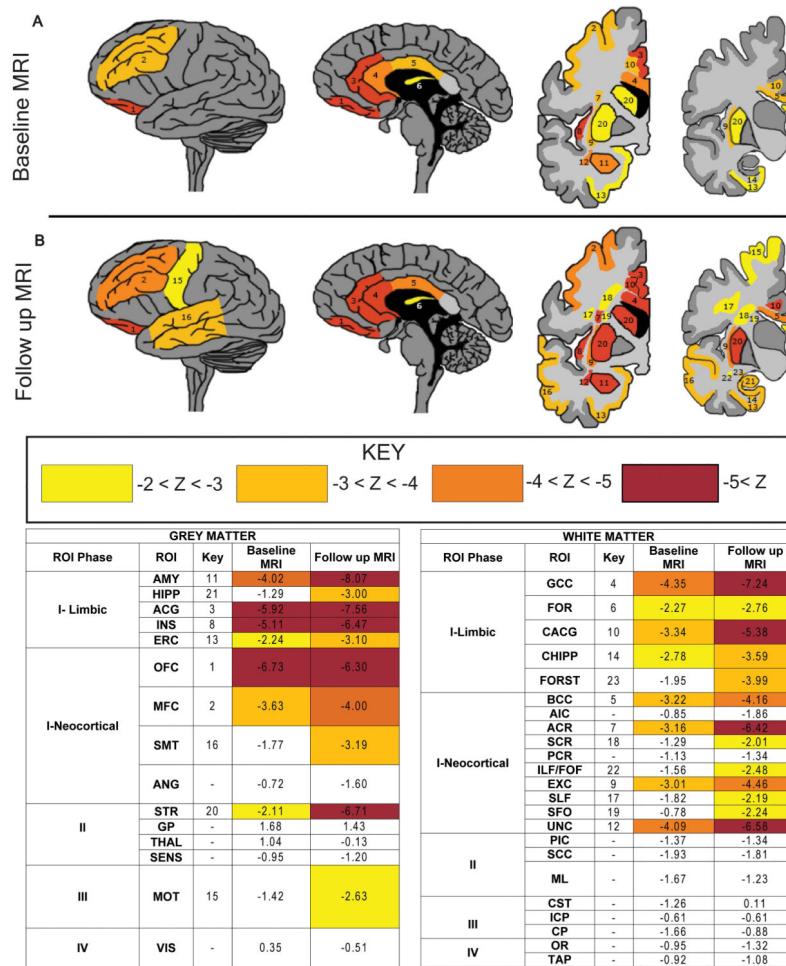 A
Baseline MRI
1
2
1
3
4
5
6
2
3
10
4
7
20
8
20
9
12
11
13
10
5
9
20
14
13
B
Follow up MRI
1
2
15
16
1
3
4
5
6
2
3
10
18
4
17
7
19
20
8
20
9
12
11
16
13
15
17
10
5
18
19
9
20
23
16
22
21
14
13
KEY
-2 < Z < -3
-3 < Z < -4
-4 < Z < -5
-5< Z
GREY MATTER
ROI Phase ROI Key Baseline MRI Follow up MRI
I- Limbic
AMY 11 -4.02 -8.07
HIPP 21 -1.29 -3.00
ACG 3 -5.92 -7.56
INS 8 -5.11 -6.47
ERC 13 -2.24 -3.10
I-Neocortical
OFC 1 -6.73 -6.30
MFC 2 -3.63 -4.00
SMT 16 -1.77 -3.19
ANG - -0.72 -1.60
II
STR 20 -2.11 -6.71
GP - 1.68 1.43
THAL - 1.04 -0.13
SENS - -0.95 -1.20
III MOT 15 -1.42 -2.63
IV VIS - 0.35 -0.51
WHITE MATTER
ROI Phase ROI Key Baseline MRI Follow up MRI
I-Limbic
GCC 4 -4.35 -7.24
FOR 6 -2.27 -2.76
CACG 10 -3.34 -5.38
CHIPP 14 -2.78 -3.59
FORST 23 -1.95 -3.99
I-Neocortical
BCC 5 -3.22 -4.16
AIC - -0.85 -1.86
ACR 7 -3.16 -6.42
SCR 18 -1.29 -2.01
PCR - -1.13 -1.34
ILF/FOF 22 -1.56 -2.48
EXC 9 -3.01 -4.46
SLF 17 -1.82 -2.19
SFO 19 -0.78 -2.24
UNC 12 -4.09 -6.58
II
PIC - -1.37 -1.34
SCC - -1.93 -1.81
ML - -1.67 -1.23
III
CST - -1.26 0.11
ICP - -0.61 -0.61
CP - -1.66 -0.88
IV
OR - -0.95 -1.32
TAP - -0.92 -1.08